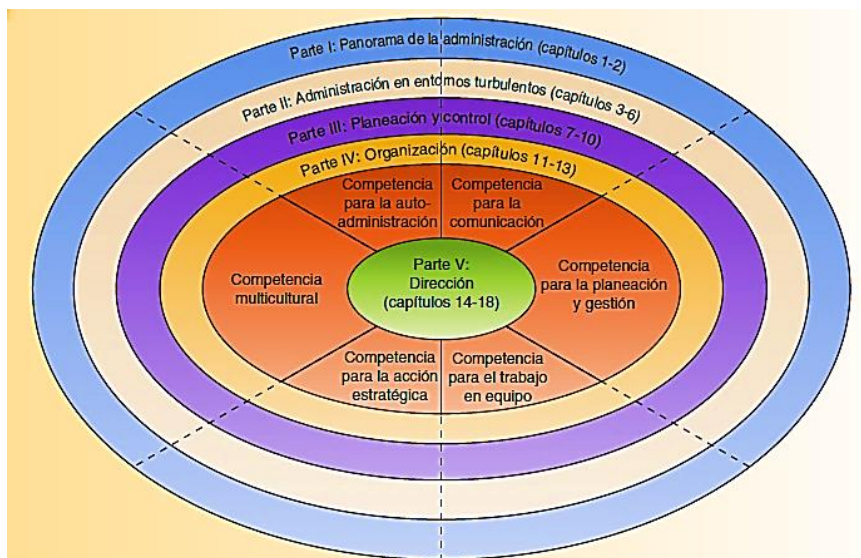 Parte I: Panorama de la administración (capítulos 1-2)
Parte II: Administración en entornos turbulentos (capítulos 3-6)
Parte III: Planeación y control (capítulos 7-10)
Parte IV: Organización (capítulos 11-13)
Competencia
para la auto-
administración
Competencia
para la
comunicación
Competencia
multicultural
Parte V:
Dirección
(capítulos 14-18)
Competencia
para la planeación
y gestión
Competencia
para la acción
estratégica
Competencia
para el trabajo
en equipo